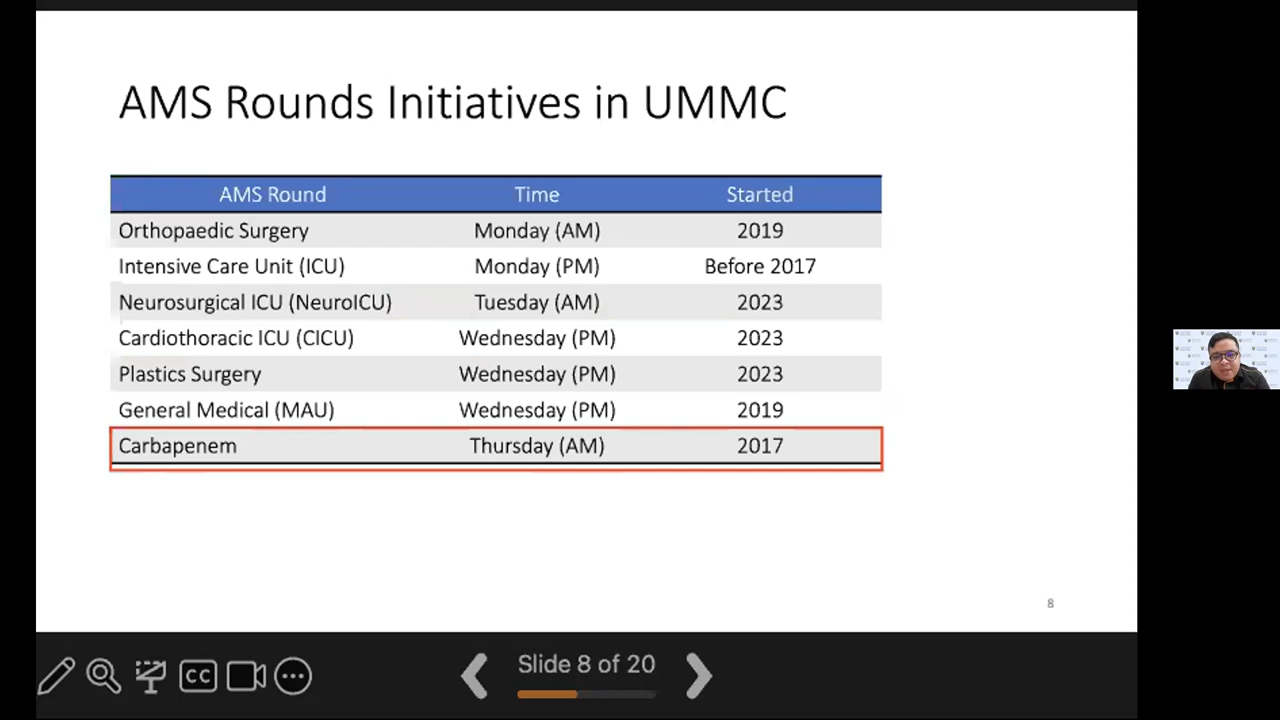 AMS Rounds Initiatives in UMMC
AMS Round Time Started
Orthopaedic Surgery Monday (AM) 2019
Intensive Care Unit (ICU) Monday (PM) Before 2017
Neurosurgical ICU (NeuroICU) Tuesday (AM) 2023
Cardiothoracic ICU (CICU) Wednesday (PM) 2023
Plastics Surgery Wednesday (PM) 2023
General Medical (MAU) Wednesday (PM) 2019
Carbapenem Thursday (AM) 2017
8
CC
Slide 8 of 20